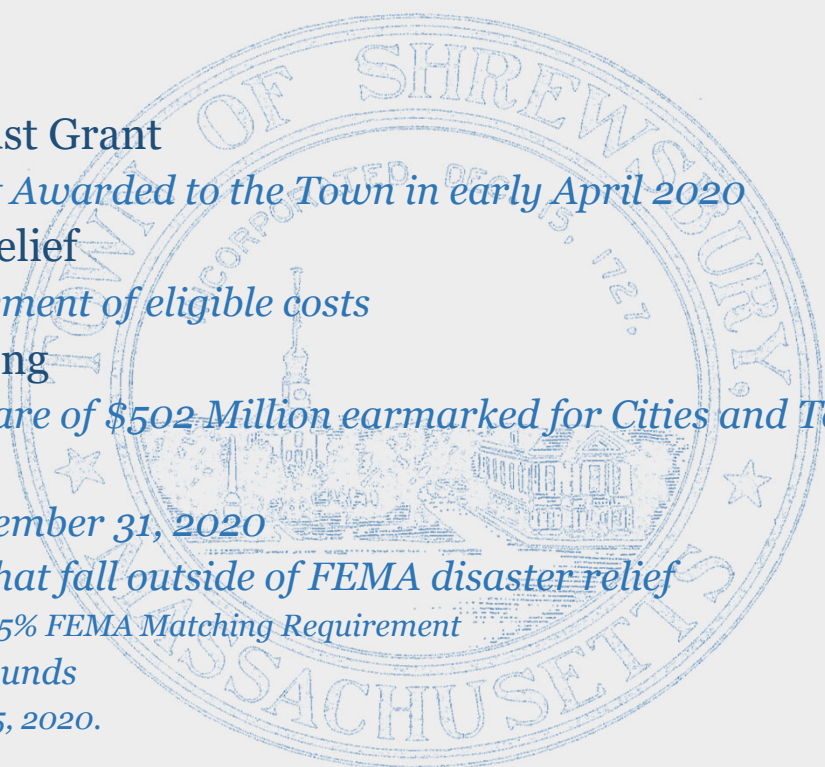 TOWN OF SHREWSBURY,
MASSACHUSETTS
INCORPORATED, DEC. 15, 1727.
ust Grant
Awarded to the Town in early April 2020
elief
ment of eligible costs
ng
are of $502 Million earmarked for Cities and T
ember 31, 2020
hat fall outside of FEMA disaster relief
5% FEMA Matching Requirement
unds
5, 2020.